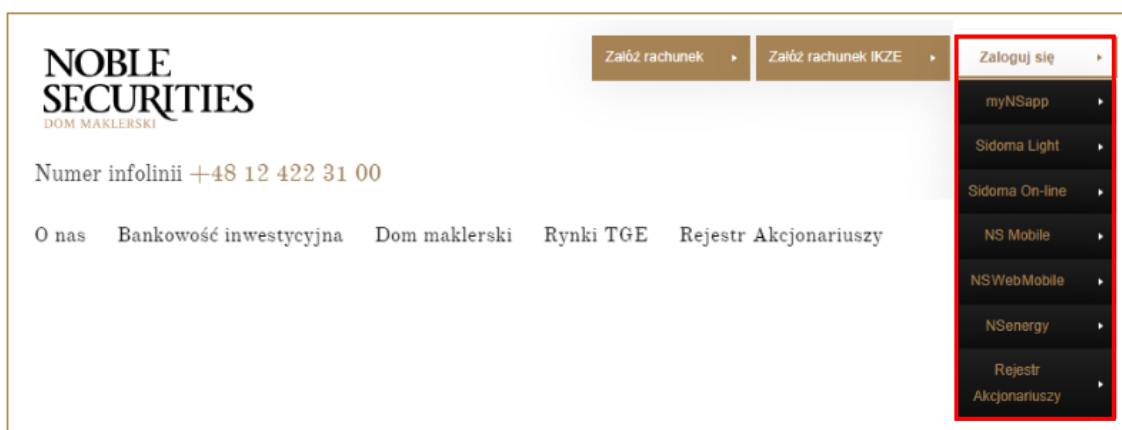 NOBLE
SECURITIES
DOM MAKLERSKI
Załóż rachunek
Załóż rachunek IKZE
Zaloguj się
myNSapp
Sidoma Light
Sidoma On-line
NS Mobile
NSWebMobile
NSenergy
Rejestr
Akcjonariuszy
Numer infolinii +48 12 422 31 00
O nas Bankowość inwestycyjna Dom maklerski Rynki TGE Rejestr Akcjonariuszy